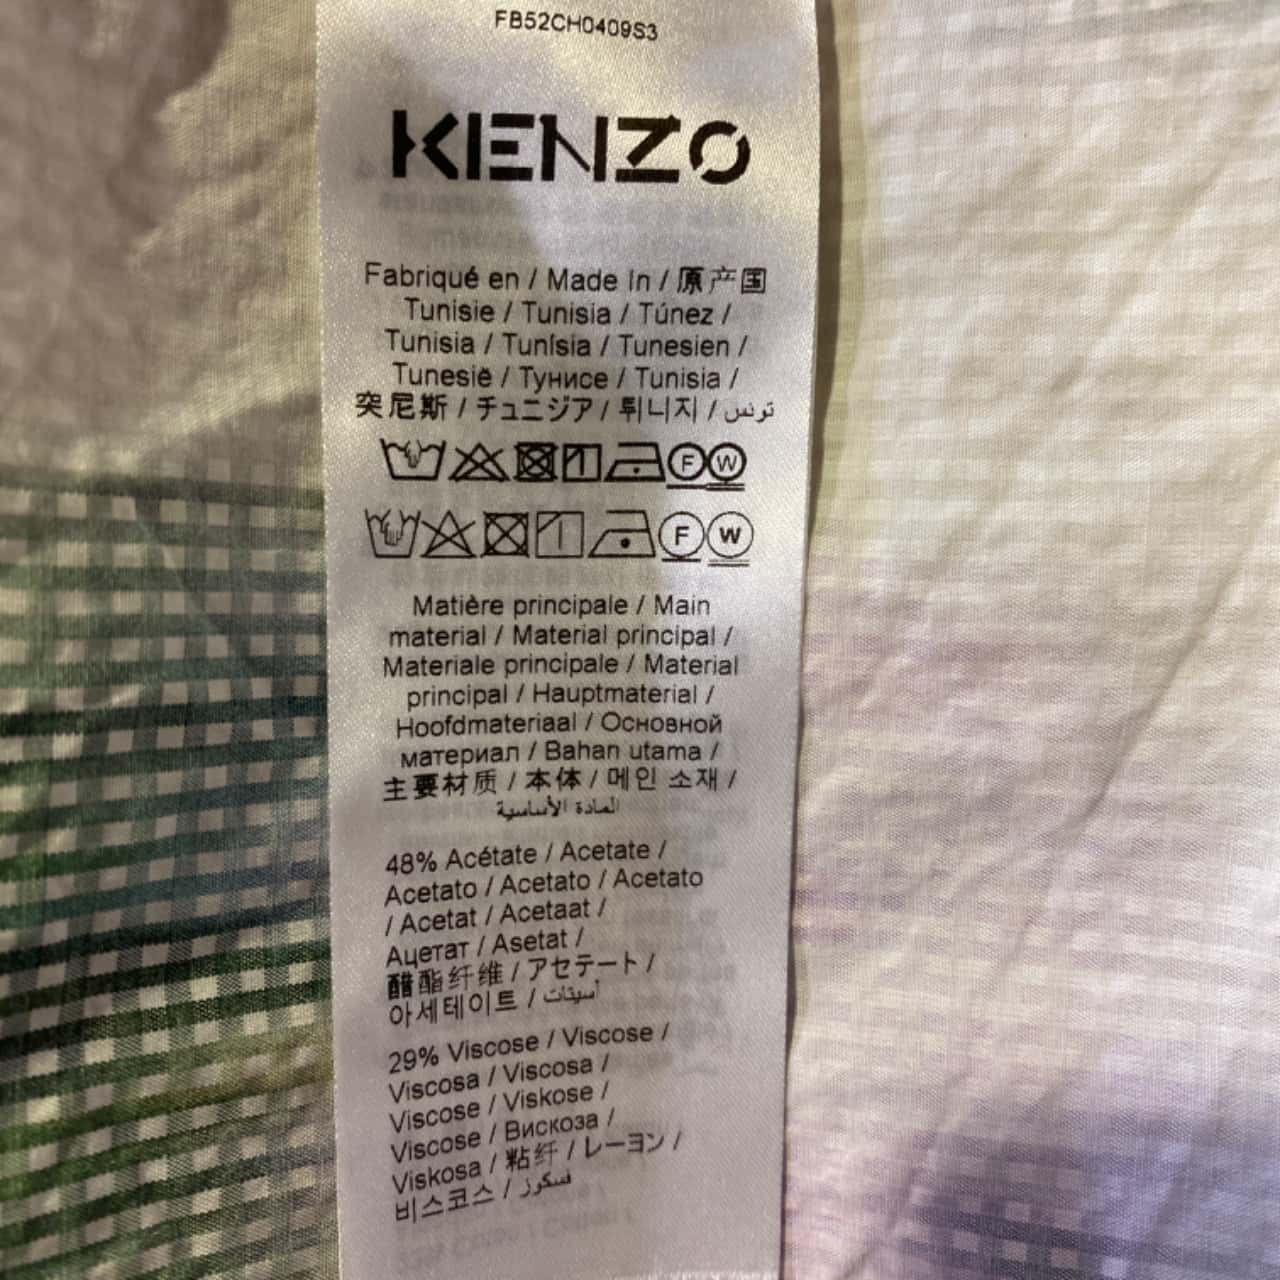 FB52CH0409S3
KENZO
Fabriqué en / Made In / 原产国
Tunisie / Tunisia / Túnez /
Tunisia / Tunísia / Tunesien /
Tunesië / Тунисе / Tunisia /
突尼斯 / チュニジア / 튀니지 / تونس
F W
F W
Matière principale / Main
material / Material principal /
Materiale principale / Material
principal / Hauptmaterial /
Hoofdmateriaal / Основной
материал / Bahan utama /
主要材质 / 本体 / 메인 소재 /
المادة الأساسية
48% Acétate / Acetate /
Acetato / Acetato / Acetato
/ Acetat / Acetaat /
Ацетат / Asetat /
醋酯纤维 / アセテート /
아세테이트 / أسيتات
29% Viscose / Viscose /
Viscosa / Viscosa /
Viscose / Viskose /
Viscose / Вискоза /
Viskosa / 粘纤 / レーヨン /
비스코스 / فسكوز